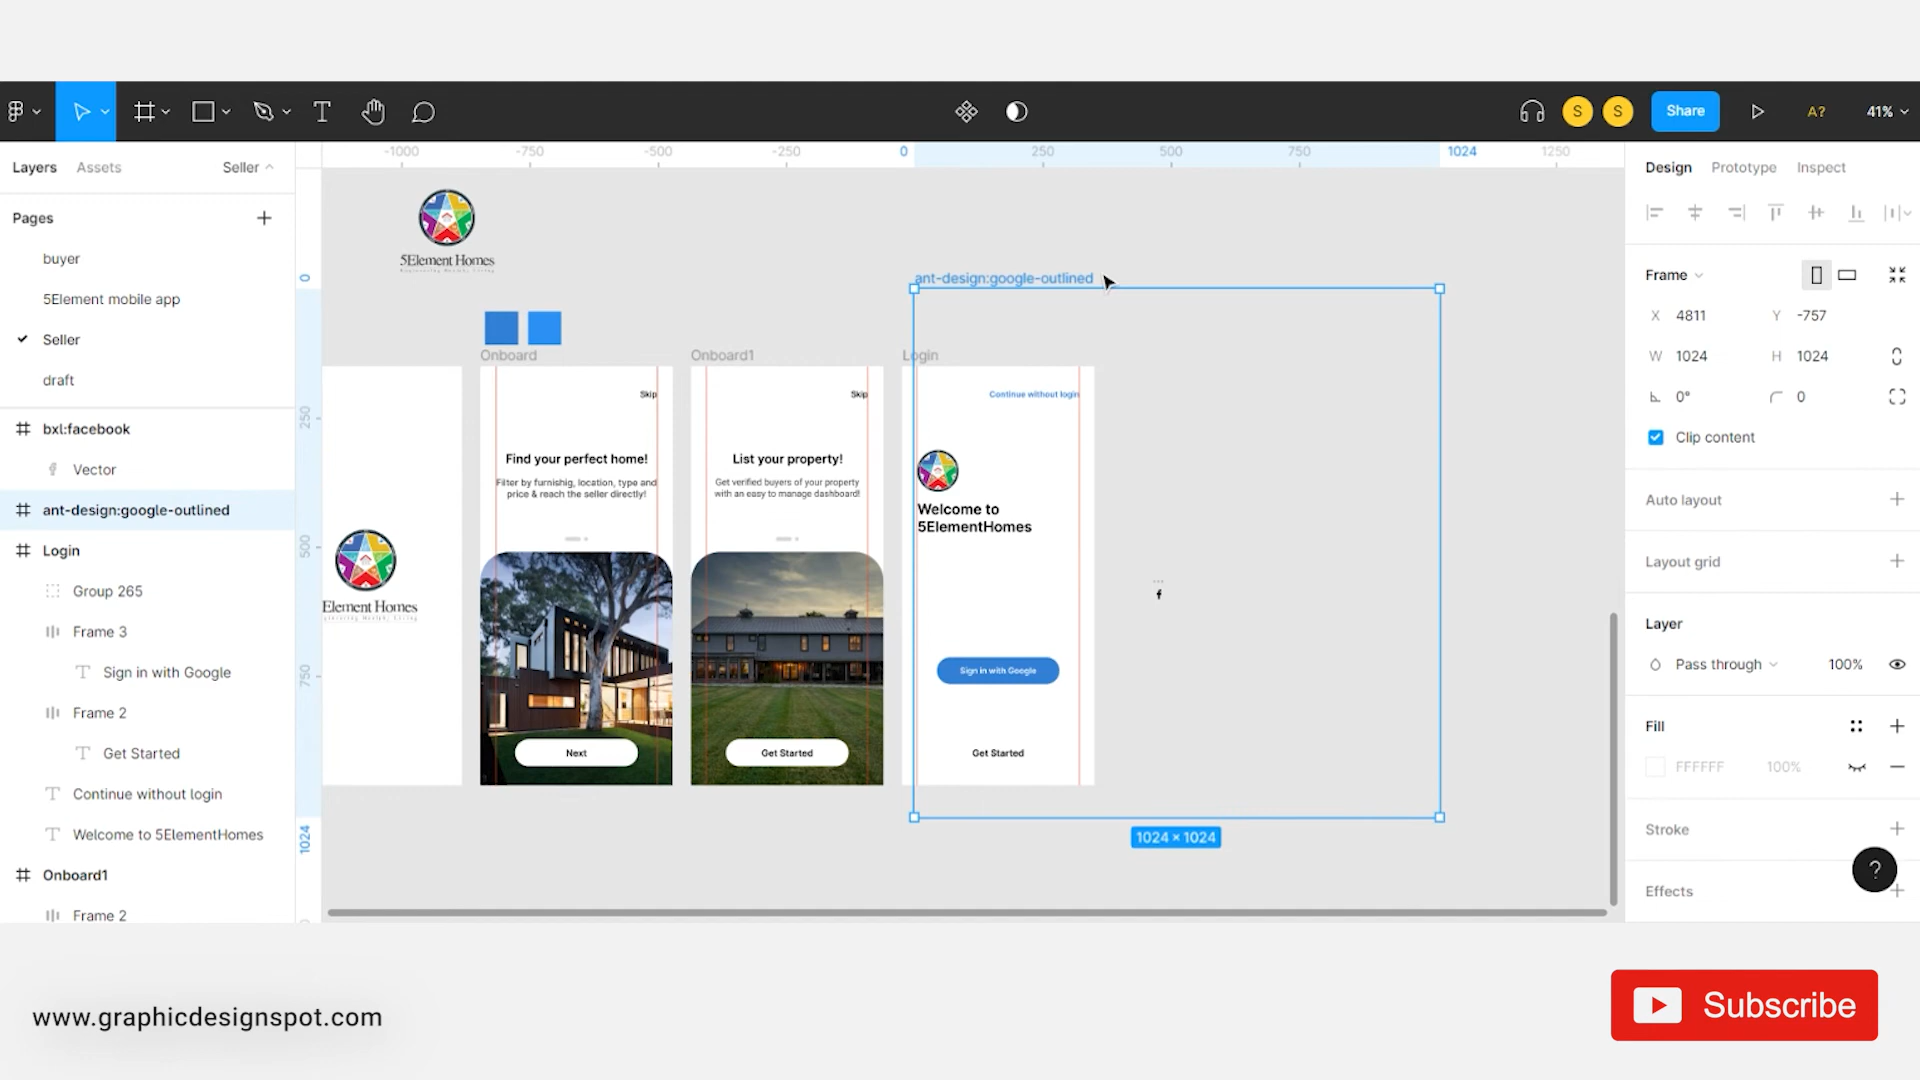 Share
A?
41%
Layers
Assets
Seller
Pages
buyer
5Element mobile app
Seller
draft
bxl:facebook
Vector
ant-design:google-outlined
Login
Group 265
Frame 3
Sign in with Google
Frame 2
Get Started
Continue without login
Welcome to 5ElementHomes
Onboard1
Frame 2
-1000
-750
-500
-250
0
250
500
750
1024
1250
0
250
500
750
1024
5Element Homes
ant-design:google-outlined
Onboard
Onboard1
Login
Element Homes
Skip
Find your perfect home!
Filter by furnishig, location, type and
price & reach the seller directly!
Next
Skip
List your property!
Get verified buyers of your property
with an easy to manage dashboard!
Get Started
Continue without login
Welcome to
5ElementHomes
Sign in with Google
Get Started
1024 × 1024
S
S
Design
Prototype
Inspect
Frame
X 4811
Y -757
W 1024
H 1024
0°
0
Clip content
Auto layout
Layout grid
Layer
Pass through
100%
Fill
FFFFFF
100%
Stroke
Effects
?
www.graphicdesignspot.com
Subscribe